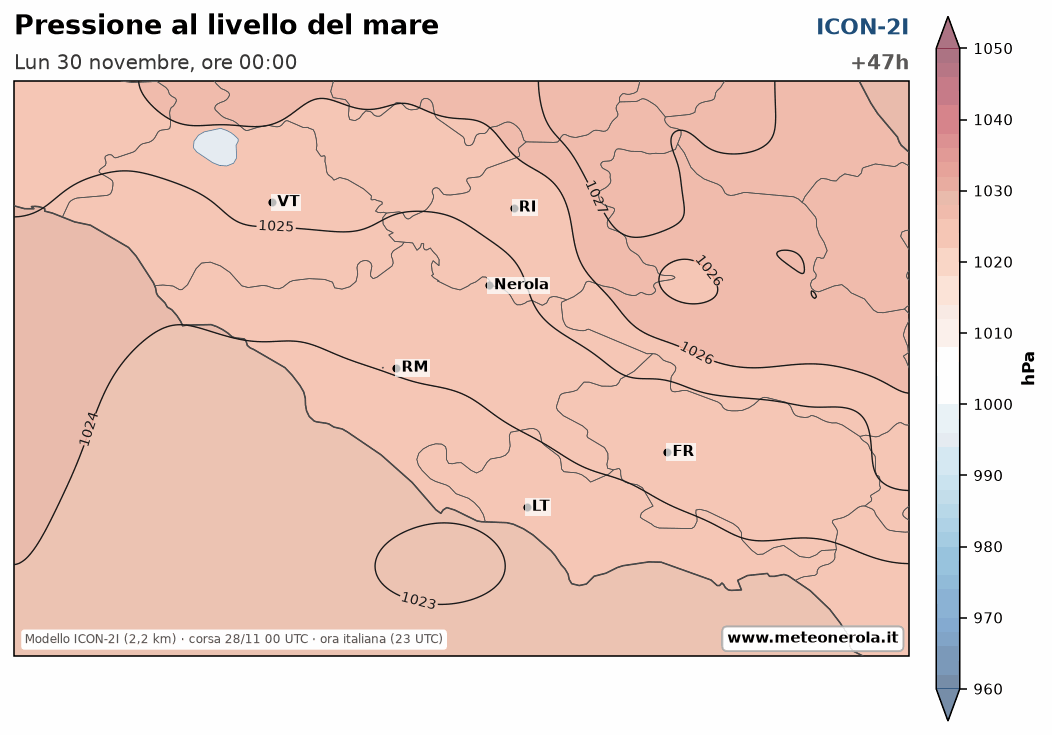 Pressione al livello del mare
ICON-2I
Lun 30 novembre, ore 00:00
+47h
1050
1040
1030
1020
1010
1000
990
980
970
960
hPa
VT
RI
1027
1025
1026
Nerola
1026
RM
1024
FR
LT
1023
Modello ICON-2I (2,2 km) · corsa 28/11 00 UTC · ora italiana (23 UTC)
www.meteonerola.it